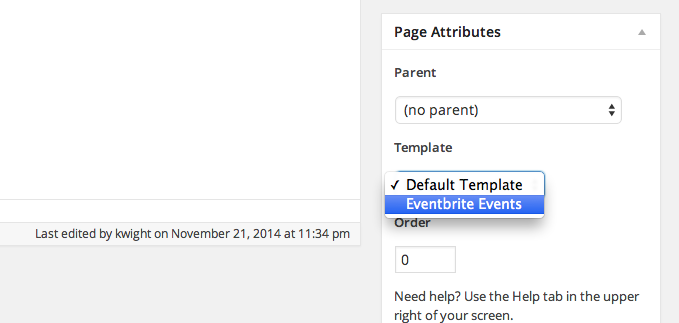 Page Attributes
Parent
(no parent)
Template
✓ Default Template
Eventbrite Events
Order
0
Need help? Use the Help tab in the upper
right of your screen.
Last edited by kwight on November 21, 2014 at 11:34 pm